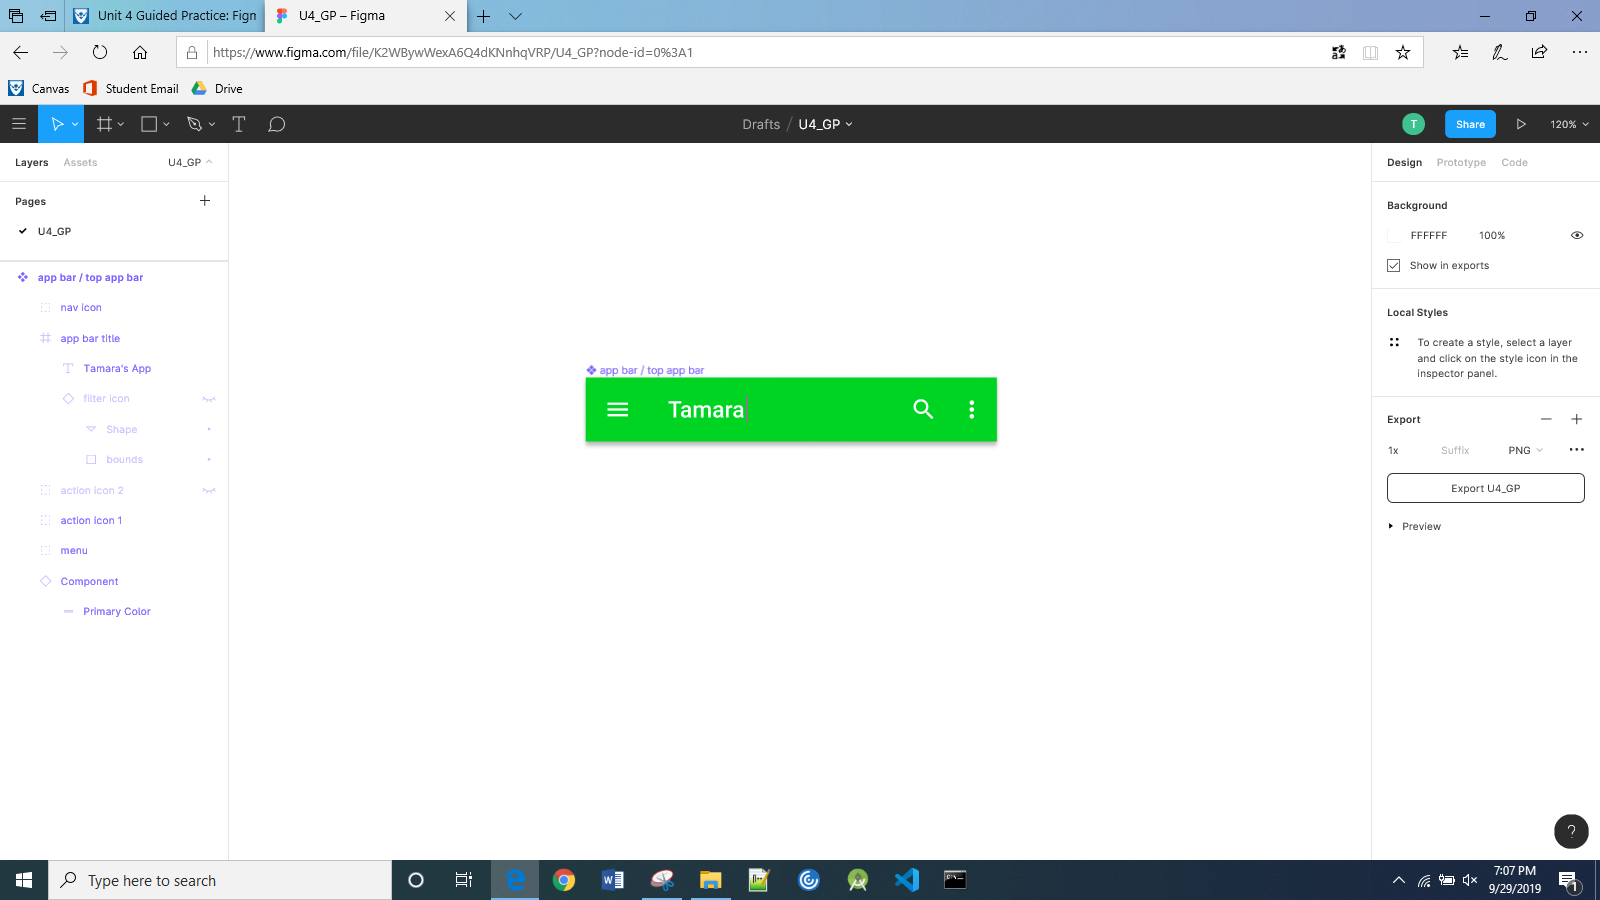 Unit 4 Guided Practice: Figm
U4_GP – Figma
https://www.figma.com/file/K2WBywWexA6Q4dKNnhqVRP/U4_GP?node-id=0%3A1
Canvas
Student Email
Drive
Drafts / U4_GP
T
Share
120%
Layers
Assets
U4_GP
Pages
U4_GP
app bar / top app bar
nav icon
app bar title
Tamara's App
filter icon
Shape
bounds
action icon 2
action icon 1
menu
Component
Primary Color
app bar / top app bar
Tamara
Design
Prototype
Code
Background
FFFFFF
100%
Show in exports
Local Styles
To create a style, select a layer
and click on the style icon in the
inspector panel.
Export
1x
Suffix
PNG
Export U4_GP
Preview
?
Type here to search
7:07 PM
9/29/2019
1